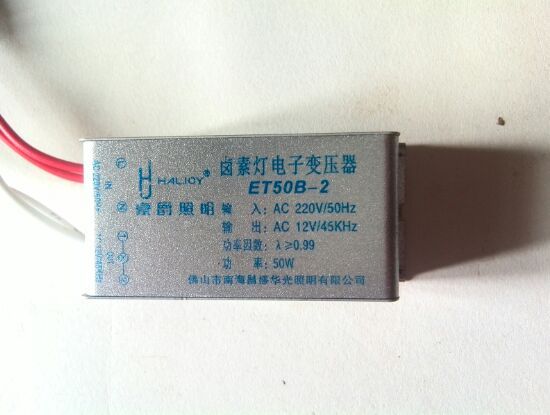 卤素灯电子变压器
HALICY®
ET50B-2
豪爵照明
输 入: AC 220V/50Hz
输 出: AC 12V/45KHz
功率因数: λ≥0.99
功 率: 50W
佛山市南海昌盛华光照明有限公司